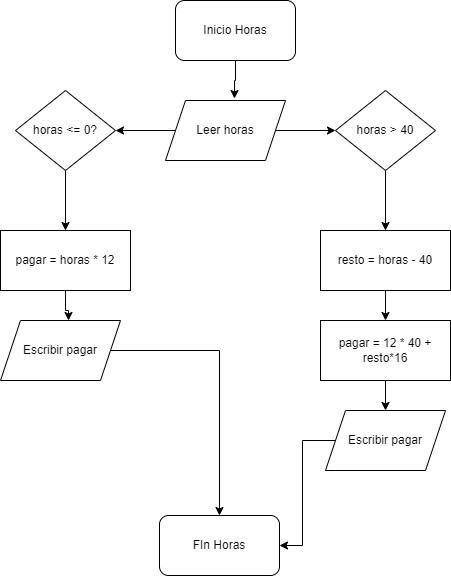 Inicio Horas
horas <= 0?
Leer horas
horas > 40
pagar = horas * 12
resto = horas - 40
Escribir pagar
pagar = 12 * 40 +
resto*16
Escribir pagar
FIn Horas